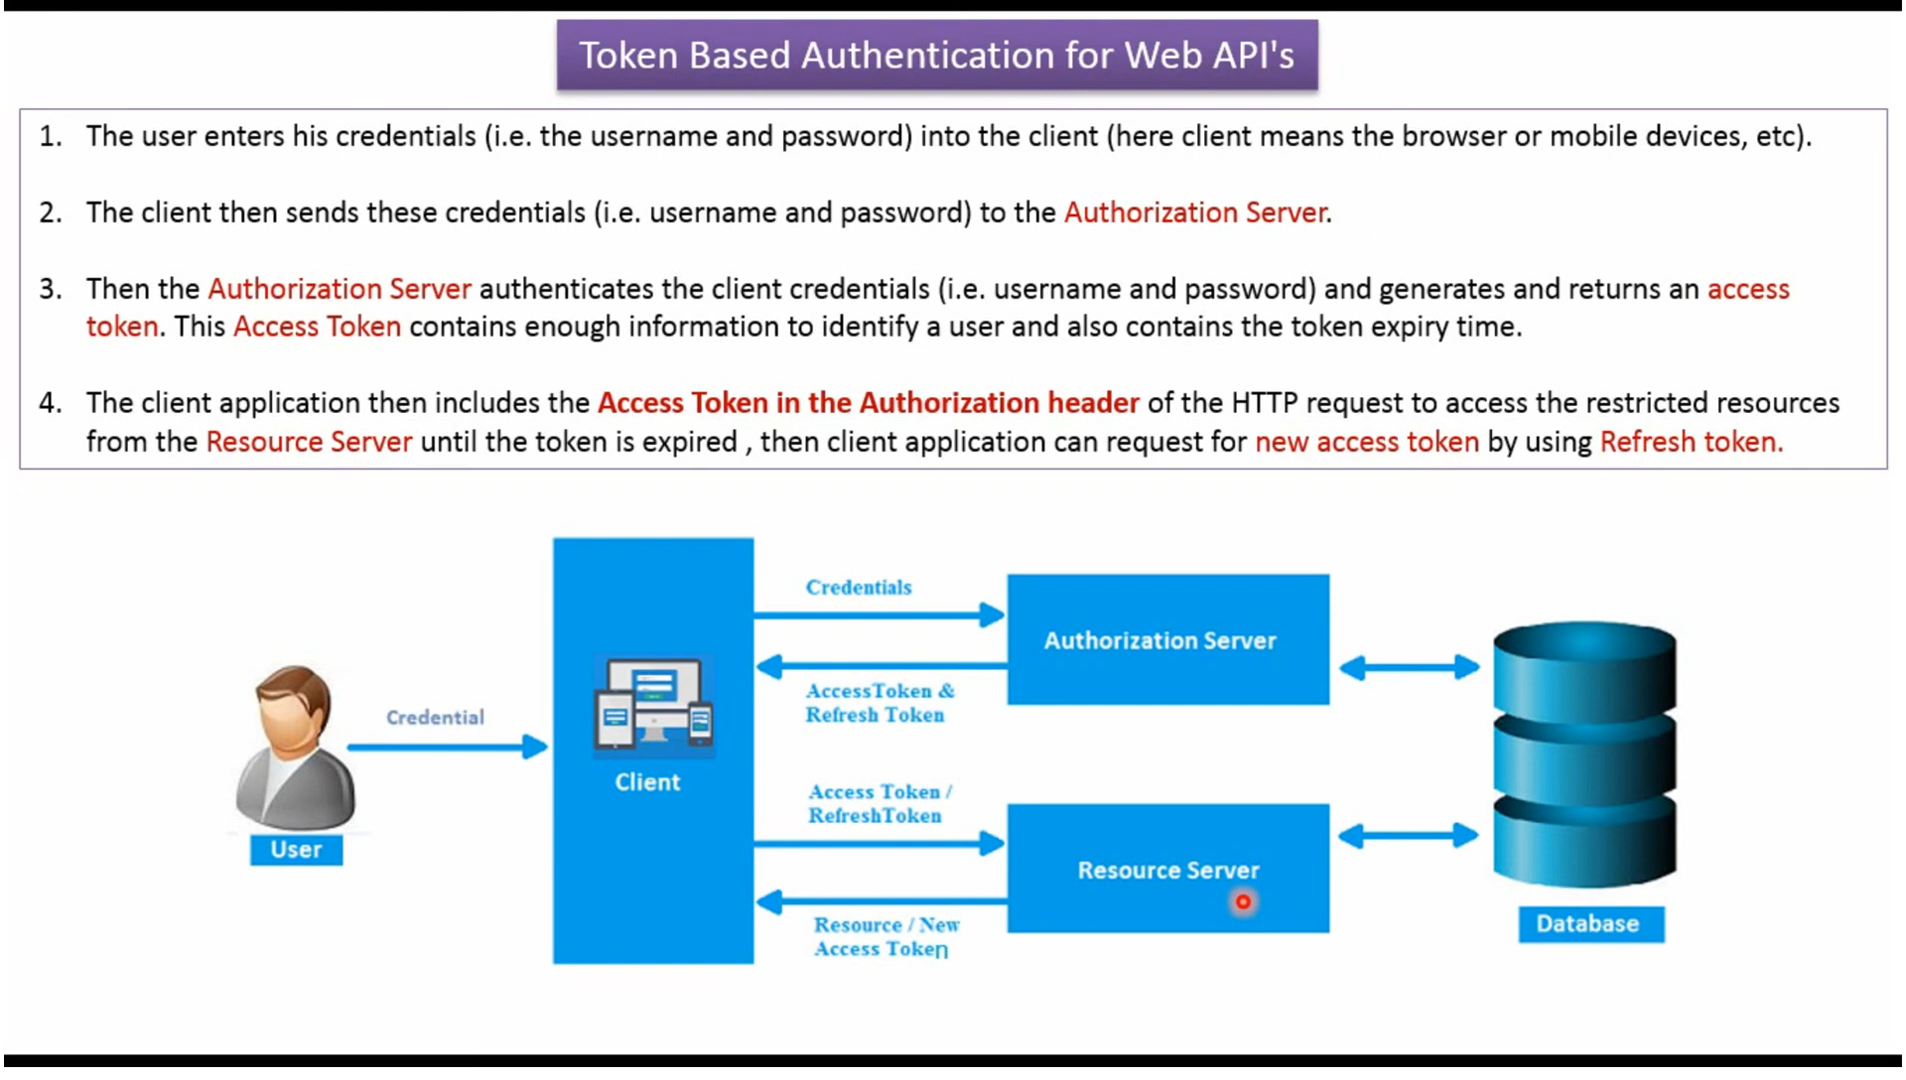 Token Based Authentication for Web API's
1. The user enters his credentials (i.e. the username and password) into the client (here client means the browser or mobile devices, etc).
2. The client then sends these credentials (i.e. username and password) to the Authorization Server.
3. Then the Authorization Server authenticates the client credentials (i.e. username and password) and generates and returns an access
token. This Access Token contains enough information to identify a user and also contains the token expiry time.
4. The client application then includes the Access Token in the Authorization header of the HTTP request to access the restricted resources
from the Resource Server until the token is expired , then client application can request for new access token by using Refresh token.
Credential
User
Client
Credentials
AccessToken &
Refresh Token
Access Token /
RefreshToken
Resource / New
Access Token
Authorization Server
Resource Server
Database